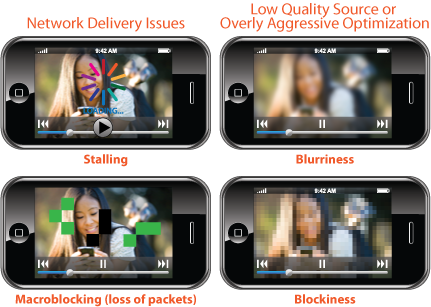 Network Delivery Issues
Low Quality Source or
Overly Aggressive Optimization
9:42 AM
LOADING...
Stalling
9:42 AM
Blurriness
9:42 AM
Macroblocking (loss of packets)
9:42 AM
Blockiness